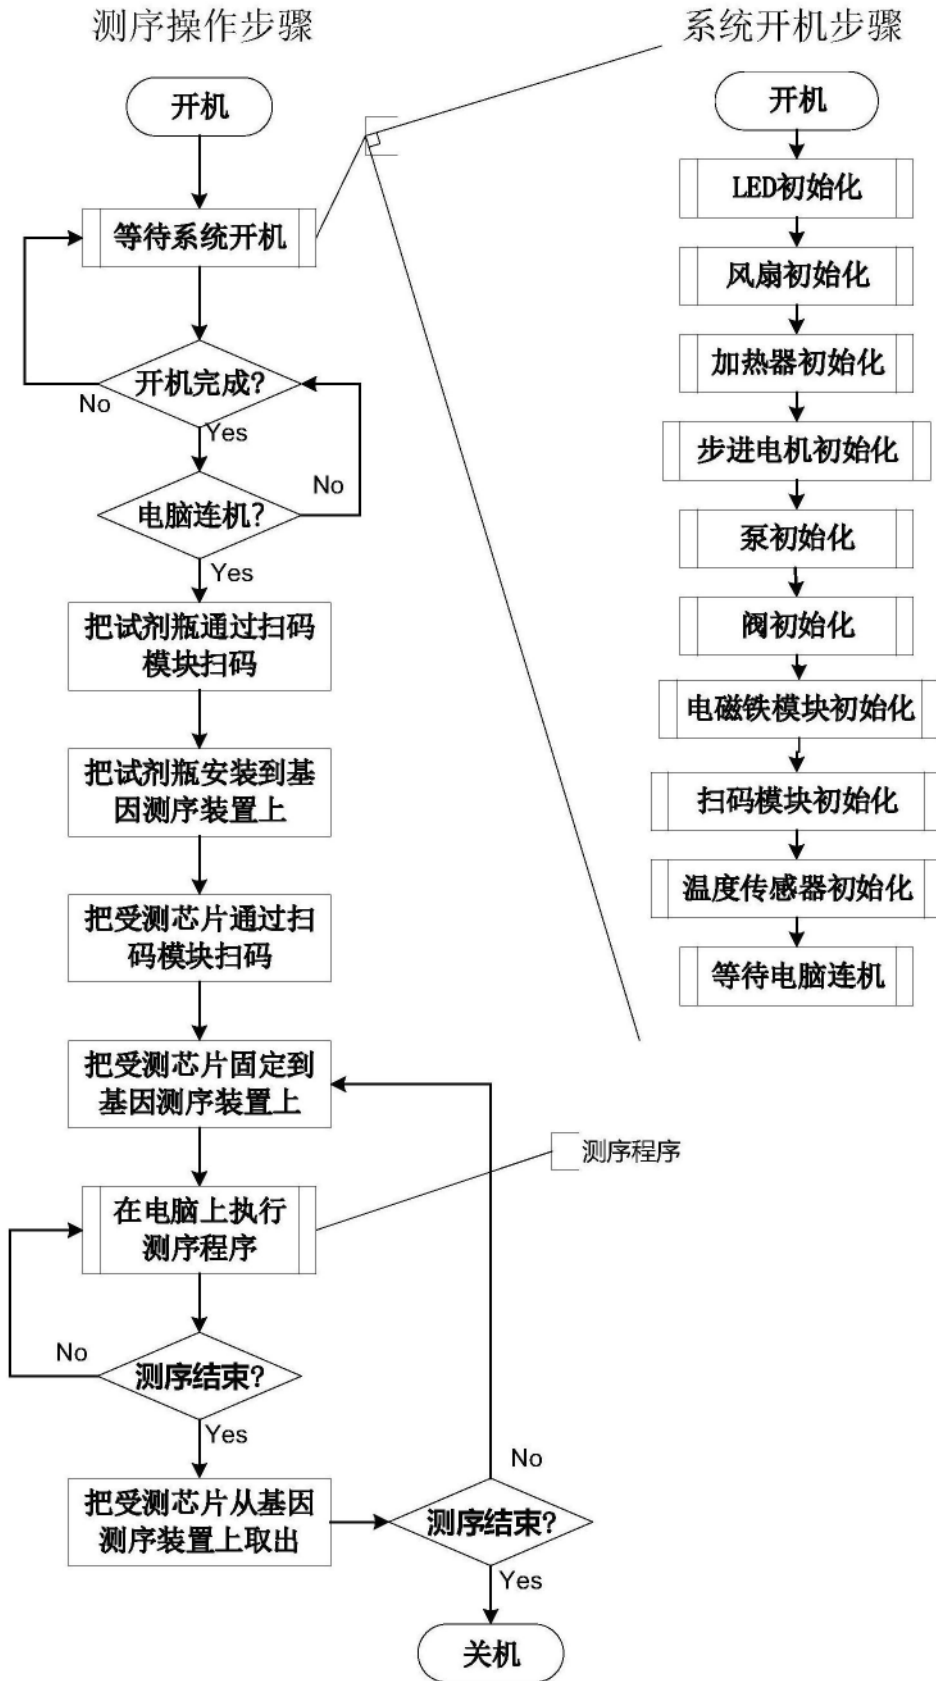 测序操作步骤
开机
等待系统开机
开机完成?
No
Yes
电脑连机?
No
Yes
把试剂瓶通过扫码
模块扫码
把试剂瓶安装到基
因测序装置上
把受测芯片通过扫
码模块扫码
把受测芯片固定到
基因测序装置上
在电脑上执行
测序程序
测序程序
测序结束?
No
Yes
把受测芯片从基因
测序装置上取出
测序结束?
No
Yes
关机
系统开机步骤
开机
LED初始化
风扇初始化
加热器初始化
步进电机初始化
泵初始化
阀初始化
电磁铁模块初始化
扫码模块初始化
温度传感器初始化
等待电脑连机